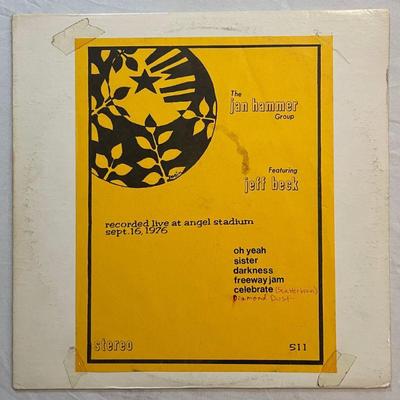 The
jan hammer
Group
Featuring
jeff beck
recorded live at angel stadium
sept. 16, 1976
oh yeah
sister
darkness
freeway jam
celebrate (Scatterbrain)
Diamond Dust
stereo
511